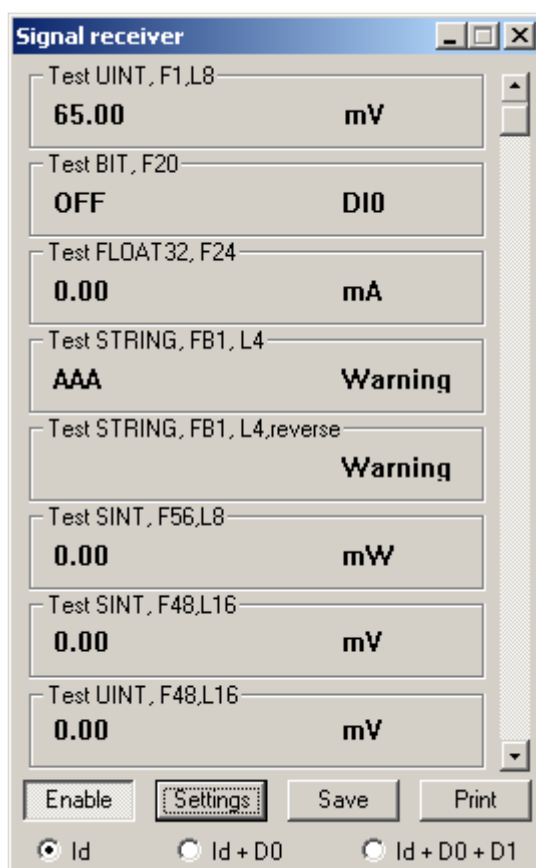 Signal receiver
Test UINT, F1,L8
65.00 mV
Test BIT, F20
OFF DI0
Test FLOAT32, F24
0.00 mA
Test STRING, FB1, L4
AAA Warning
Test STRING, FB1, L4,reverse
Warning
Test SINT, F56,L8
0.00 mW
Test SINT, F48,L16
0.00 mV
Test UINT, F48,L16
0.00 mV
Enable Settings Save Print
Id Id + D0 Id + D0 + D1